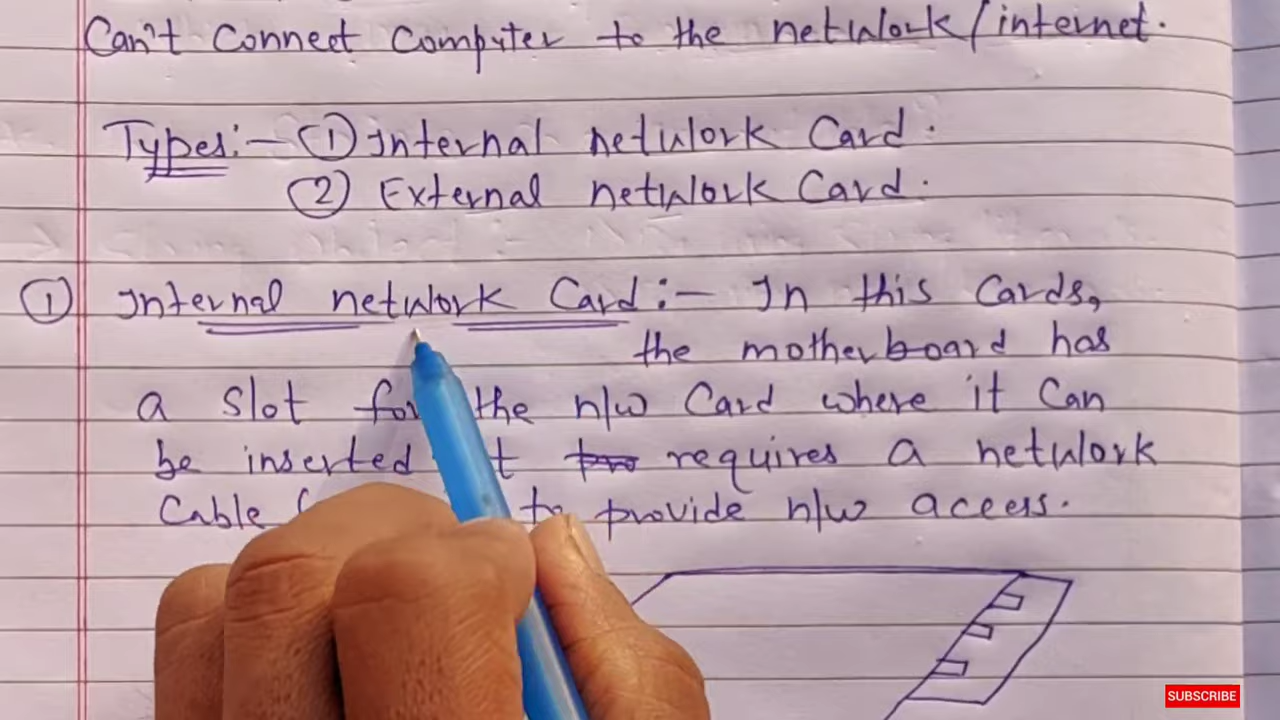 Can't Connect Computer to the network/internet.
Types:- ① Internal network Card.
② External network Card.
① Internal network Card:- In this Cards,
the motherboard has
a slot for the n/w Card where it Can
be inserted requires a network
Cable to provide n/w access.
SUBSCRIBE